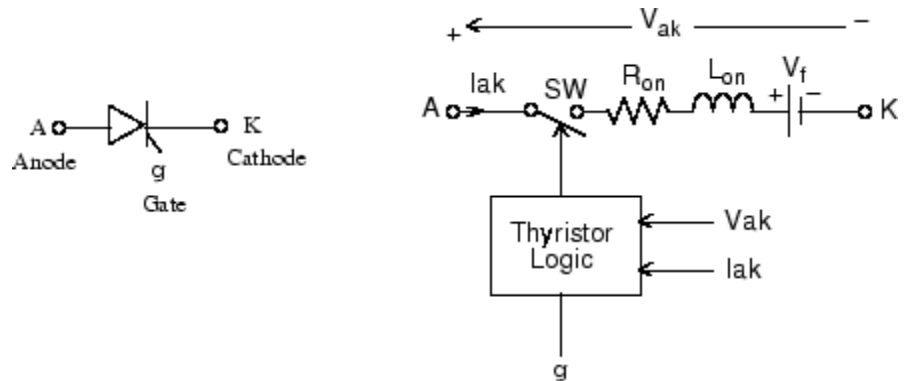 A K
Anode
Cathode
g
Gate
+ Vak −
Iak SW Ron Lon Vf
A + − K
Thyristor
Logic
Vak
Iak
g